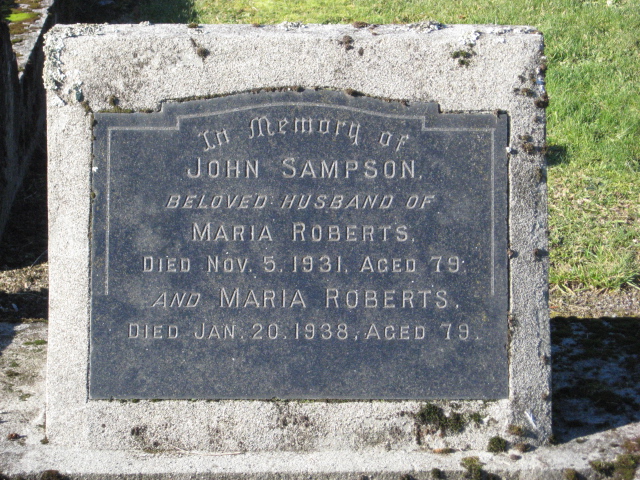 In Memory of
JOHN SAMPSON.
BELOVED HUSBAND OF
MARIA ROBERTS.
DIED NOV. 5. 1931. AGED 79.
AND MARIA ROBERTS.
DIED JAN. 20. 1938, AGED 79.